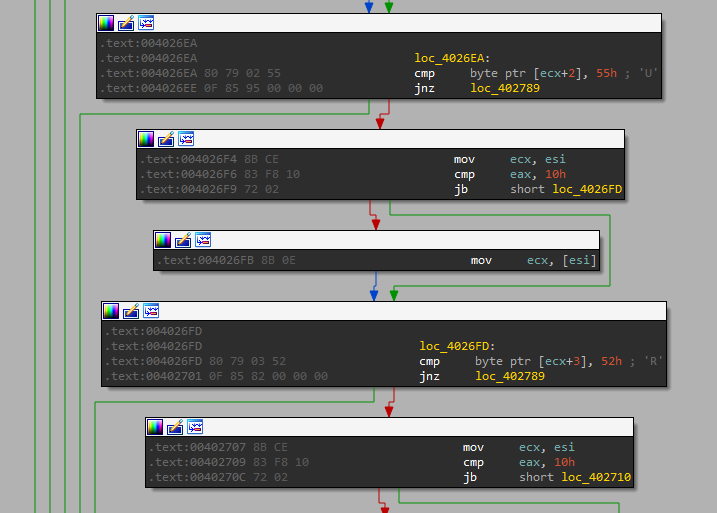 .text:004026EA
.text:004026EA loc_4026EA:
.text:004026EA 80 79 02 55 cmp byte ptr [ecx+2], 55h ; 'U'
.text:004026EE 0F 85 95 00 00 00 jnz loc_402789
.text:004026F4 8B CE mov ecx, esi
.text:004026F6 83 F8 10 cmp eax, 10h
.text:004026F9 72 02 jb short loc_4026FD
.text:004026FB 8B 0E mov ecx, [esi]
.text:004026FD
.text:004026FD loc_4026FD:
.text:004026FD 80 79 03 52 cmp byte ptr [ecx+3], 52h ; 'R'
.text:00402701 0F 85 82 00 00 00 jnz loc_402789
.text:00402707 8B CE mov ecx, esi
.text:00402709 83 F8 10 cmp eax, 10h
.text:0040270C 72 02 jb short loc_402710